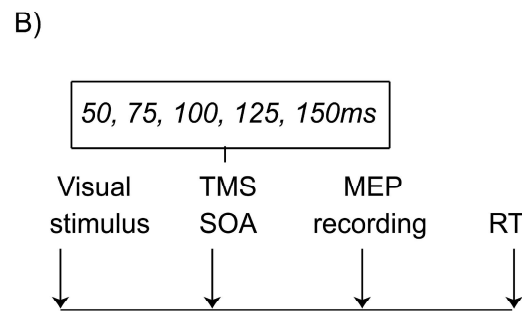 B)
50, 75, 100, 125, 150ms
Visual stimulus
TMS SOA
MEP recording
RT